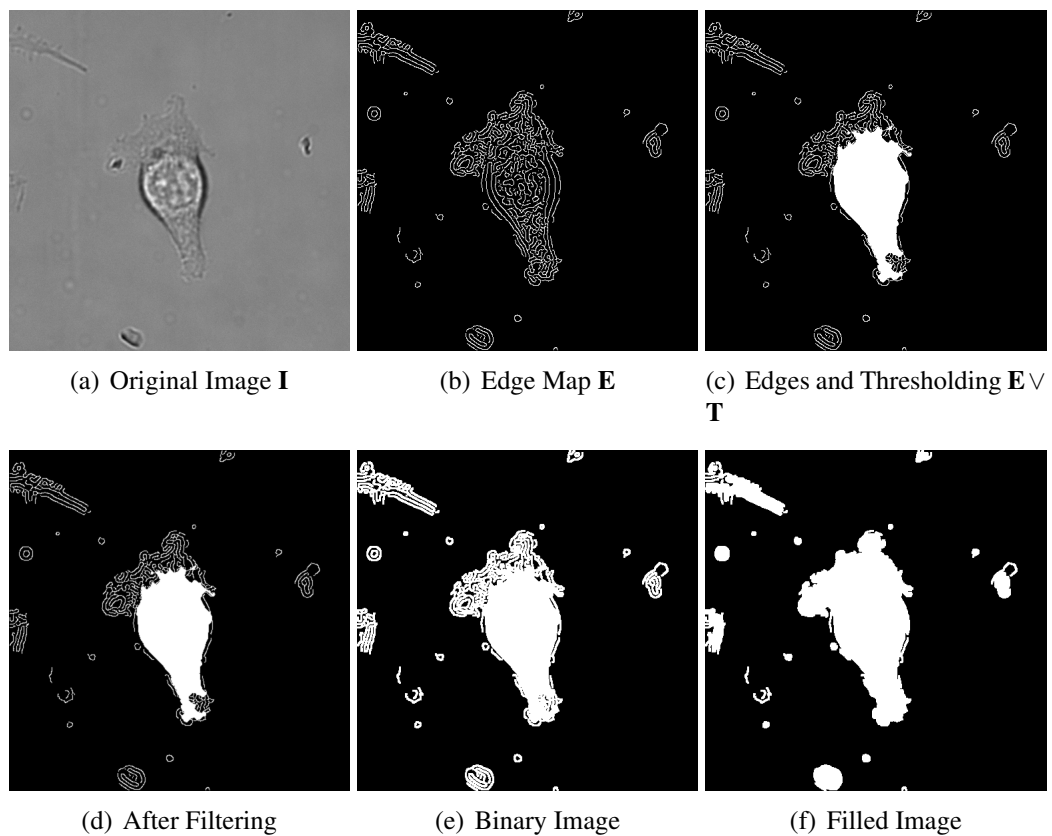 (a) Original Image I
(b) Edge Map E
(c) Edges and Thresholding E∨
T
(d) After Filtering
(e) Binary Image
(f) Filled Image